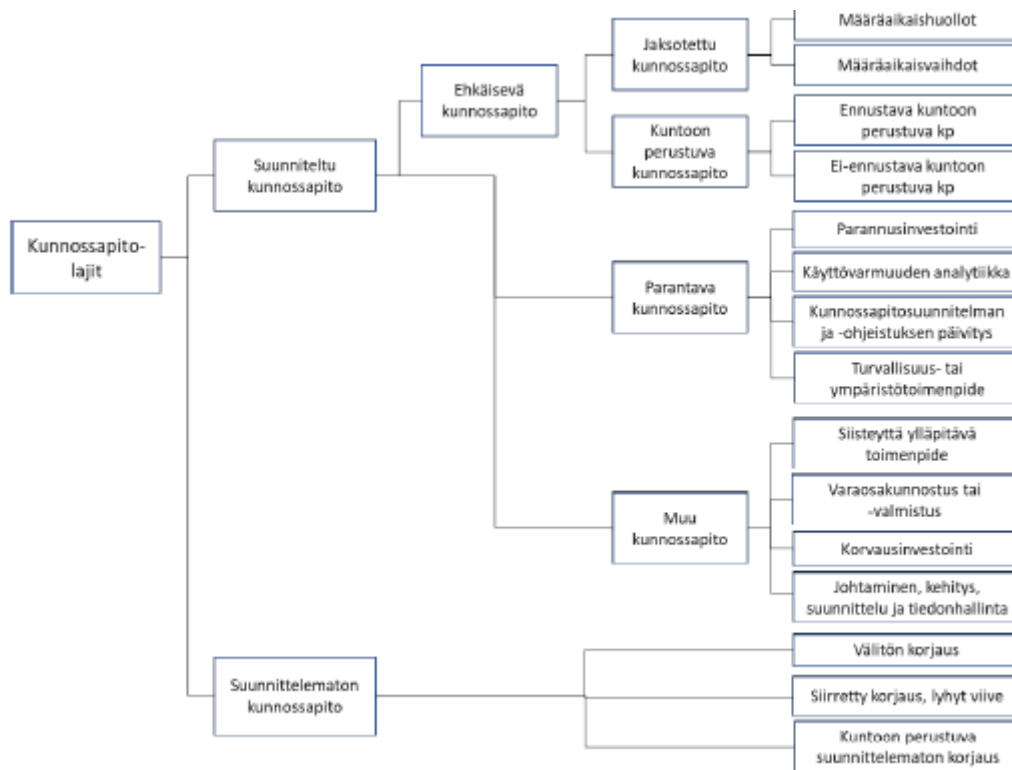 Kunnossapito-
lajit
Suunniteltu
kunnossapito
Ehkäisevä
kunnossapito
Jaksotettu
kunnossapito
Määräaikaishuollot
Määräaikaisvaihdot
Kuntoon
perustuva
kunnossapito
Ennustava kuntoon
perustuva kp
Ei-ennustava kuntoon
perustuva kp
Parantava
kunnossapito
Parannusinvestointi
Käyttövarmuuden analytiikka
Kunnossapitosuunnitelman
ja -ohjeistuksen päivitys
Turvallisuus- tai
ympäristötoimenpide
Muu
kunnossapito
Siisteyttä ylläpitävä
toimenpide
Varaosakunnostus tai
-valmistus
Korvausinvestointi
Johtaminen, kehitys,
suunnittelu ja tiedonhallinta
Suunnittelematon
kunnossapito
Välitön korjaus
Siirretty korjaus, lyhyt viive
Kuntoon perustuva
suunnittelematon korjaus